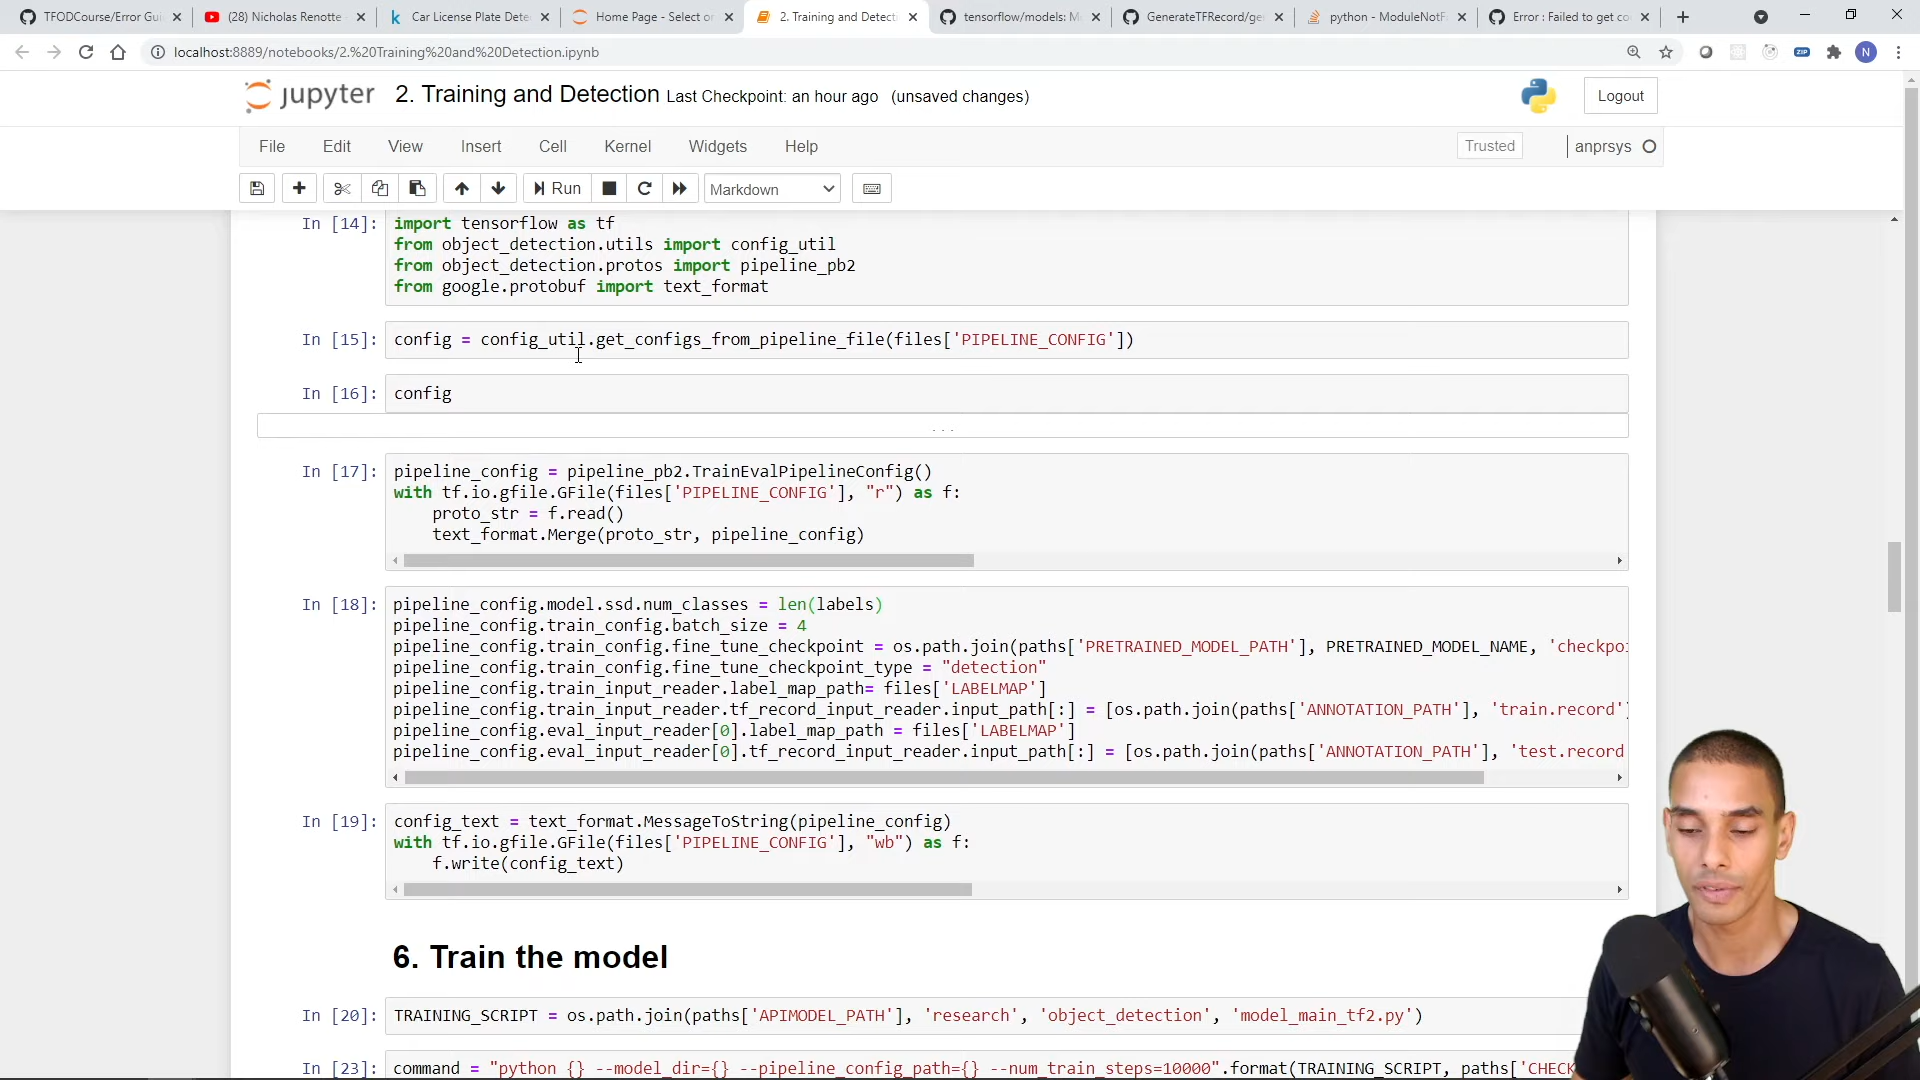 TFODCourse/Error Gui
(28) Nicholas Renotte -
Car License Plate Dete
Home Page - Select or
2. Training and Detecti
tensorflow/models: M
GenerateTFRecord/ge
python - ModuleNotF
Error : Failed to get co
localhost:8889/notebooks/2.%20Training%20and%20Detection.ipynb
ZIP
N
jupyter 2. Training and Detection Last Checkpoint: an hour ago (unsaved changes)
Logout
File Edit View Insert Cell Kernel Widgets Help
Trusted
anprsys
Run
Markdown
In [14]: import tensorflow as tf
from object_detection.utils import config_util
from object_detection.protos import pipeline_pb2
from google.protobuf import text_format
In [15]: config = config_util.get_configs_from_pipeline_file(files['PIPELINE_CONFIG'])
In [16]: config
...
In [17]: pipeline_config = pipeline_pb2.TrainEvalPipelineConfig()
with tf.io.gfile.GFile(files['PIPELINE_CONFIG'], "r") as f:
proto_str = f.read()
text_format.Merge(proto_str, pipeline_config)
In [18]: pipeline_config.model.ssd.num_classes = len(labels)
pipeline_config.train_config.batch_size = 4
pipeline_config.train_config.fine_tune_checkpoint = os.path.join(paths['PRETRAINED_MODEL_PATH'], PRETRAINED_MODEL_NAME, 'checkpoi
pipeline_config.train_config.fine_tune_checkpoint_type = "detection"
pipeline_config.train_input_reader.label_map_path= files['LABELMAP']
pipeline_config.train_input_reader.tf_record_input_reader.input_path[:] = [os.path.join(paths['ANNOTATION_PATH'], 'train.record')
pipeline_config.eval_input_reader[0].label_map_path = files['LABELMAP']
pipeline_config.eval_input_reader[0].tf_record_input_reader.input_path[:] = [os.path.join(paths['ANNOTATION_PATH'], 'test.record
In [19]: config_text = text_format.MessageToString(pipeline_config)
with tf.io.gfile.GFile(files['PIPELINE_CONFIG'], "wb") as f:
f.write(config_text)
6. Train the model
In [20]: TRAINING_SCRIPT = os.path.join(paths['APIMODEL_PATH'], 'research', 'object_detection', 'model_main_tf2.py')
In [23]: command = "python {} --model_dir={} --pipeline_config_path={} --num_train_steps=10000".format(TRAINING_SCRIPT, paths['CHECK